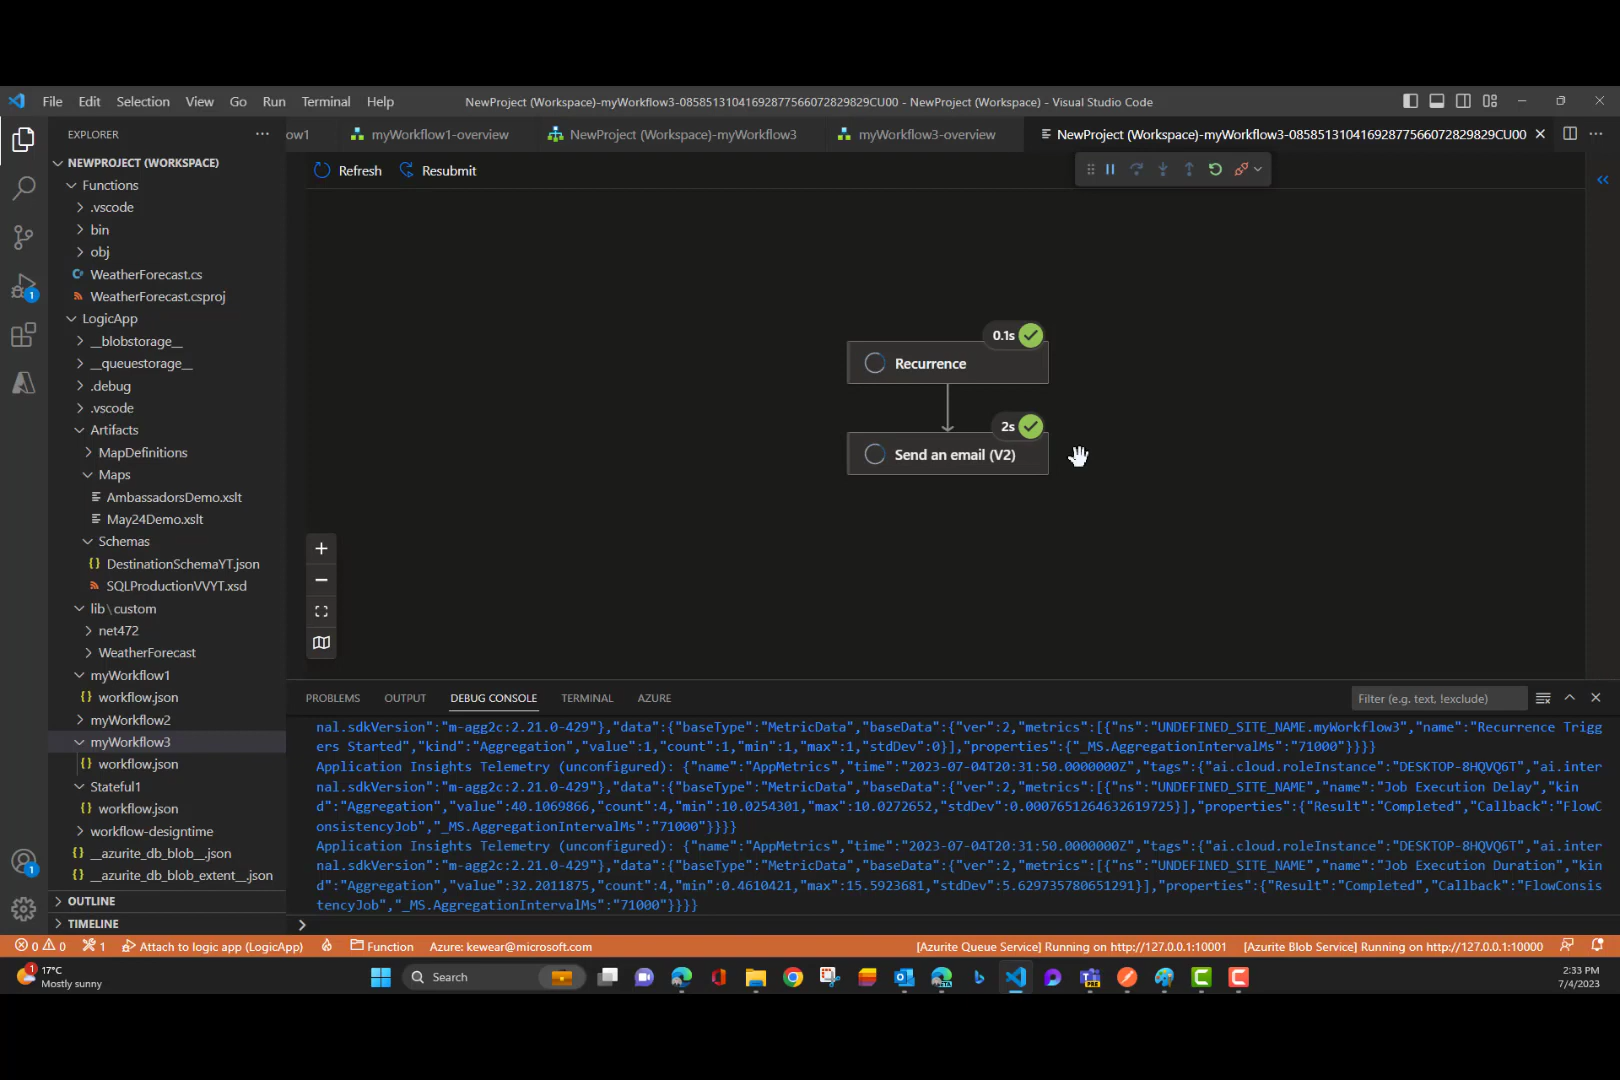 File Edit Selection View Go Run Terminal Help
NewProject (Workspace)-myWorkflow3-08585131041692877566072829829CU00 - NewProject (Workspace) - Visual Studio Code
EXPLORER
ow1
myWorkflow1-overview
NewProject (Workspace)-myWorkflow3
myWorkflow3-overview
NewProject (Workspace)-myWorkflow3-08585131041692877566072829829CU00
NEWPROJECT (WORKSPACE)
Functions
.vscode
bin
obj
WeatherForecast.cs
WeatherForecast.csproj
LogicApp
__blobstorage__
__queuestorage__
.debug
.vscode
Artifacts
MapDefinitions
Maps
AmbassadorsDemo.xslt
May24Demo.xslt
Schemas
DestinationSchemaYT.json
SQLProductionVVYT.xsd
lib\custom
net472
WeatherForecast
myWorkflow1
workflow.json
myWorkflow2
myWorkflow3
workflow.json
Stateful1
workflow.json
workflow-designtime
__azurite_db_blob__.json
__azurite_db_blob_extent__.json
OUTLINE
TIMELINE
1
1
Refresh
Resubmit
0.1s
Recurrence
2s
Send an email (V2)
PROBLEMS OUTPUT DEBUG CONSOLE TERMINAL AZURE
Filter (e.g. text, !exclude)
nal.sdkVersion":"m-agg2c:2.21.0-429"},"data":{"baseType":"MetricData","baseData":{"ver":2,"metrics":[{"ns":"UNDEFINED_SITE_NAME.myWorkflow3","name":"Recurrence Trigg
ers Started","kind":"Aggregation","value":1,"count":1,"min":1,"max":1,"stdDev":0}],"properties":{"_MS.AggregationIntervalMs":"71000"}}}}
Application Insights Telemetry (unconfigured): {"name":"AppMetrics","time":"2023-07-04T20:31:50.0000000Z","tags":{"ai.cloud.roleInstance":"DESKTOP-8HQVQ6T","ai.inter
nal.sdkVersion":"m-agg2c:2.21.0-429"},"data":{"baseType":"MetricData","baseData":{"ver":2,"metrics":[{"ns":"UNDEFINED_SITE_NAME","name":"Job Execution Delay","kin
d":"Aggregation","value":40.1069866,"count":4,"min":10.0254301,"max":10.0272652,"stdDev":0.0007651264632619725}],"properties":{"Result":"Completed","Callback":"FlowC
onsistencyJob","_MS.AggregationIntervalMs":"71000"}}}}
Application Insights Telemetry (unconfigured): {"name":"AppMetrics","time":"2023-07-04T20:31:50.0000000Z","tags":{"ai.cloud.roleInstance":"DESKTOP-8HQVQ6T","ai.inter
nal.sdkVersion":"m-agg2c:2.21.0-429"},"data":{"baseType":"MetricData","baseData":{"ver":2,"metrics":[{"ns":"UNDEFINED_SITE_NAME","name":"Job Execution Duration","kin
d":"Aggregation","value":32.2011875,"count":4,"min":0.4610421,"max":15.5923681,"stdDev":5.629735780651291}],"properties":{"Result":"Completed","Callback":"FlowConsis
tencyJob","_MS.AggregationIntervalMs":"71000"}}}}
0 0 1 Attach to logic app (LogicApp) Function Azure: kewear@microsoft.com [Azurite Queue Service] Running on http://127.0.0.1:10001 [Azurite Blob Service] Running on http://127.0.0.1:10000
1
17°C
Mostly sunny
Search
BETA
PRE
2:33 PM
7/4/2023